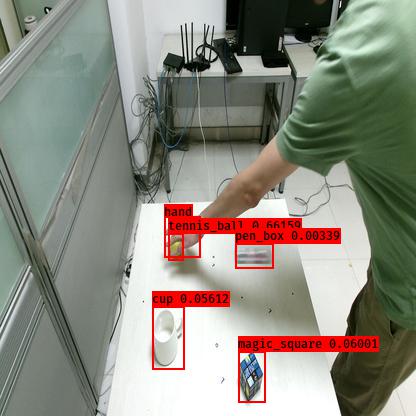 hand
tennis_ball 0.66159
pen_box 0.00339
cup 0.05612
magic_square 0.06001